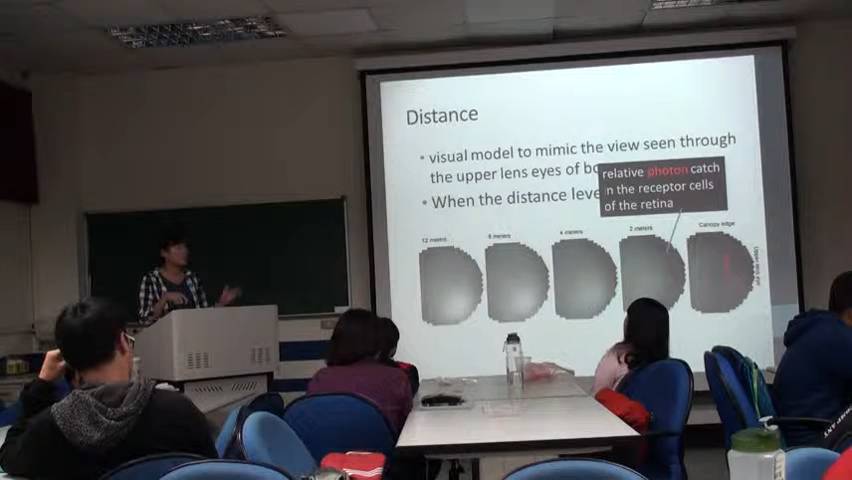 Distance
• visual model to mimic the view seen through
the upper lens eyes of bo
• When the distance leve
relative photon catch
in the receptor cells
of the retina
12 meters
8 meters
4 meters
2 meters
Canopy edge